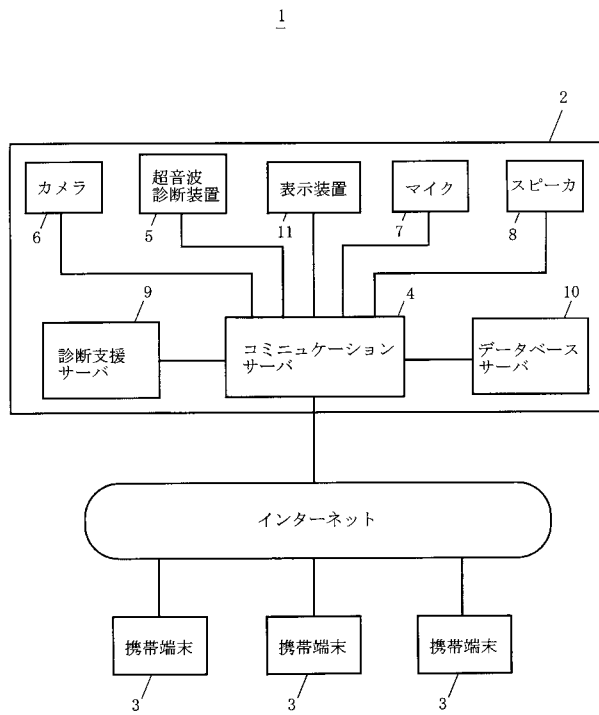 1
2
カメラ
超音波
診断装置
表示装置
マイク
スピーカ
6
5
11
7
8
9
4
10
診断支援
サーバ
コミニュケーション
サーバ
データベース
サーバ
インターネット
携帯端末
携帯端末
携帯端末
3
3
3